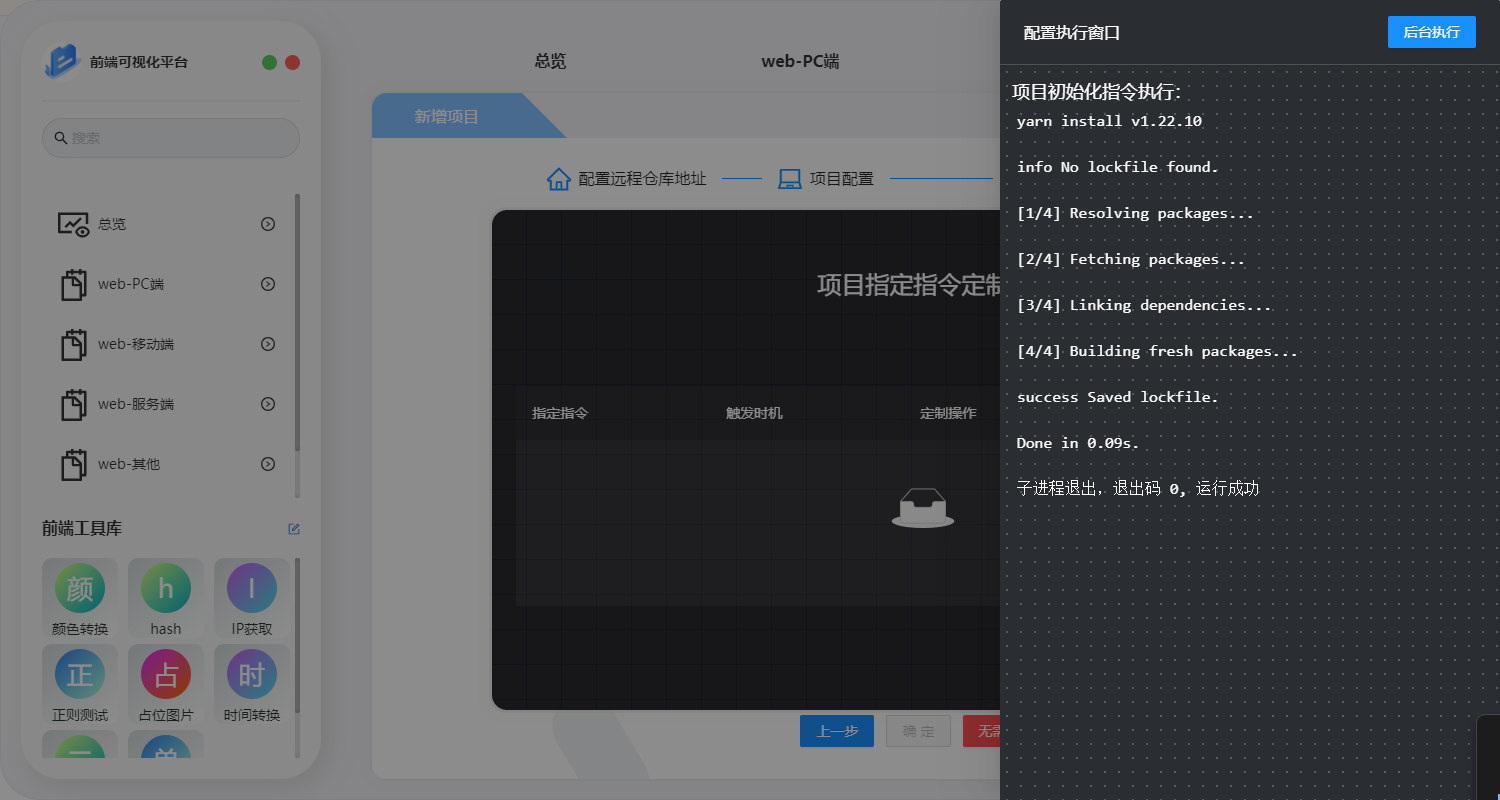 前端可视化平台
搜索
总览
web-PC端
web-移动端
web-服务端
web-其他
前端工具库
颜 h I
颜色转换 hash IP获取
正 占 时
正则测试 占位图片 时间转换
总览 web-PC端
新增项目
配置远程仓库地址 项目配置
项目指定指令定制
指定指令 触发时机 定制操作
上一步 确 定 无需
配置执行窗口 后台执行
项目初始化指令执行:
yarn install v1.22.10
info No lockfile found.
[1/4] Resolving packages...
[2/4] Fetching packages...
[3/4] Linking dependencies...
[4/4] Building fresh packages...
success Saved lockfile.
Done in 0.09s.
子进程退出，退出码 0, 运行成功